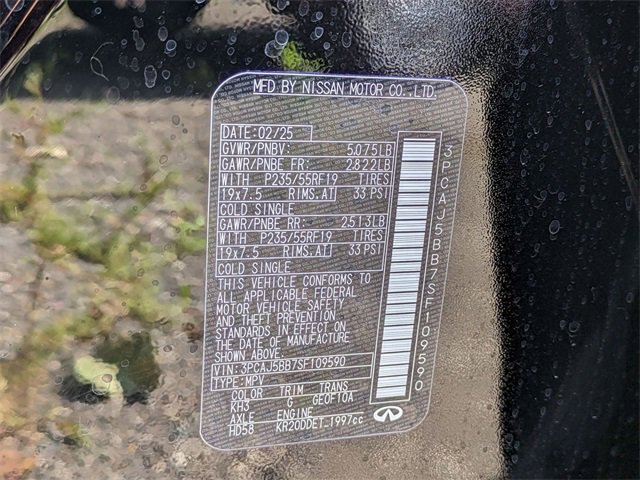 MFD BY NISSAN MOTOR CO.,LTD.
DATE: 02/25
GVWR/PNBV: 5,075LB
GAWR/PNBE FR: 2,822LB
WITH P235/55RF19 TIRES
19x7.5 RIMS.AT 33 PSI
COLD SINGLE
GAWR/PNBE RR: 2513LB
WITH P235/55RF19 TIRES
19x7.5 RIMS.AT 33 PSI
COLD SINGLE
THIS VEHICLE CONFORMS TO
ALL APPLICABLE FEDERAL
MOTOR VEHICLE SAFETY
AND THEFT PREVENTION
STANDARDS IN EFFECT ON
THE DATE OF MANUFACTURE
SHOWN ABOVE.
VIN: 3PCAJ5BB7SF109590
TYPE: MPV
COLOR TRIM TRANS
KH3 G GE0F10A
AXLE ENGINE
HD58 KR20DDET 1997cc
3PCAJ5BB7SF109590